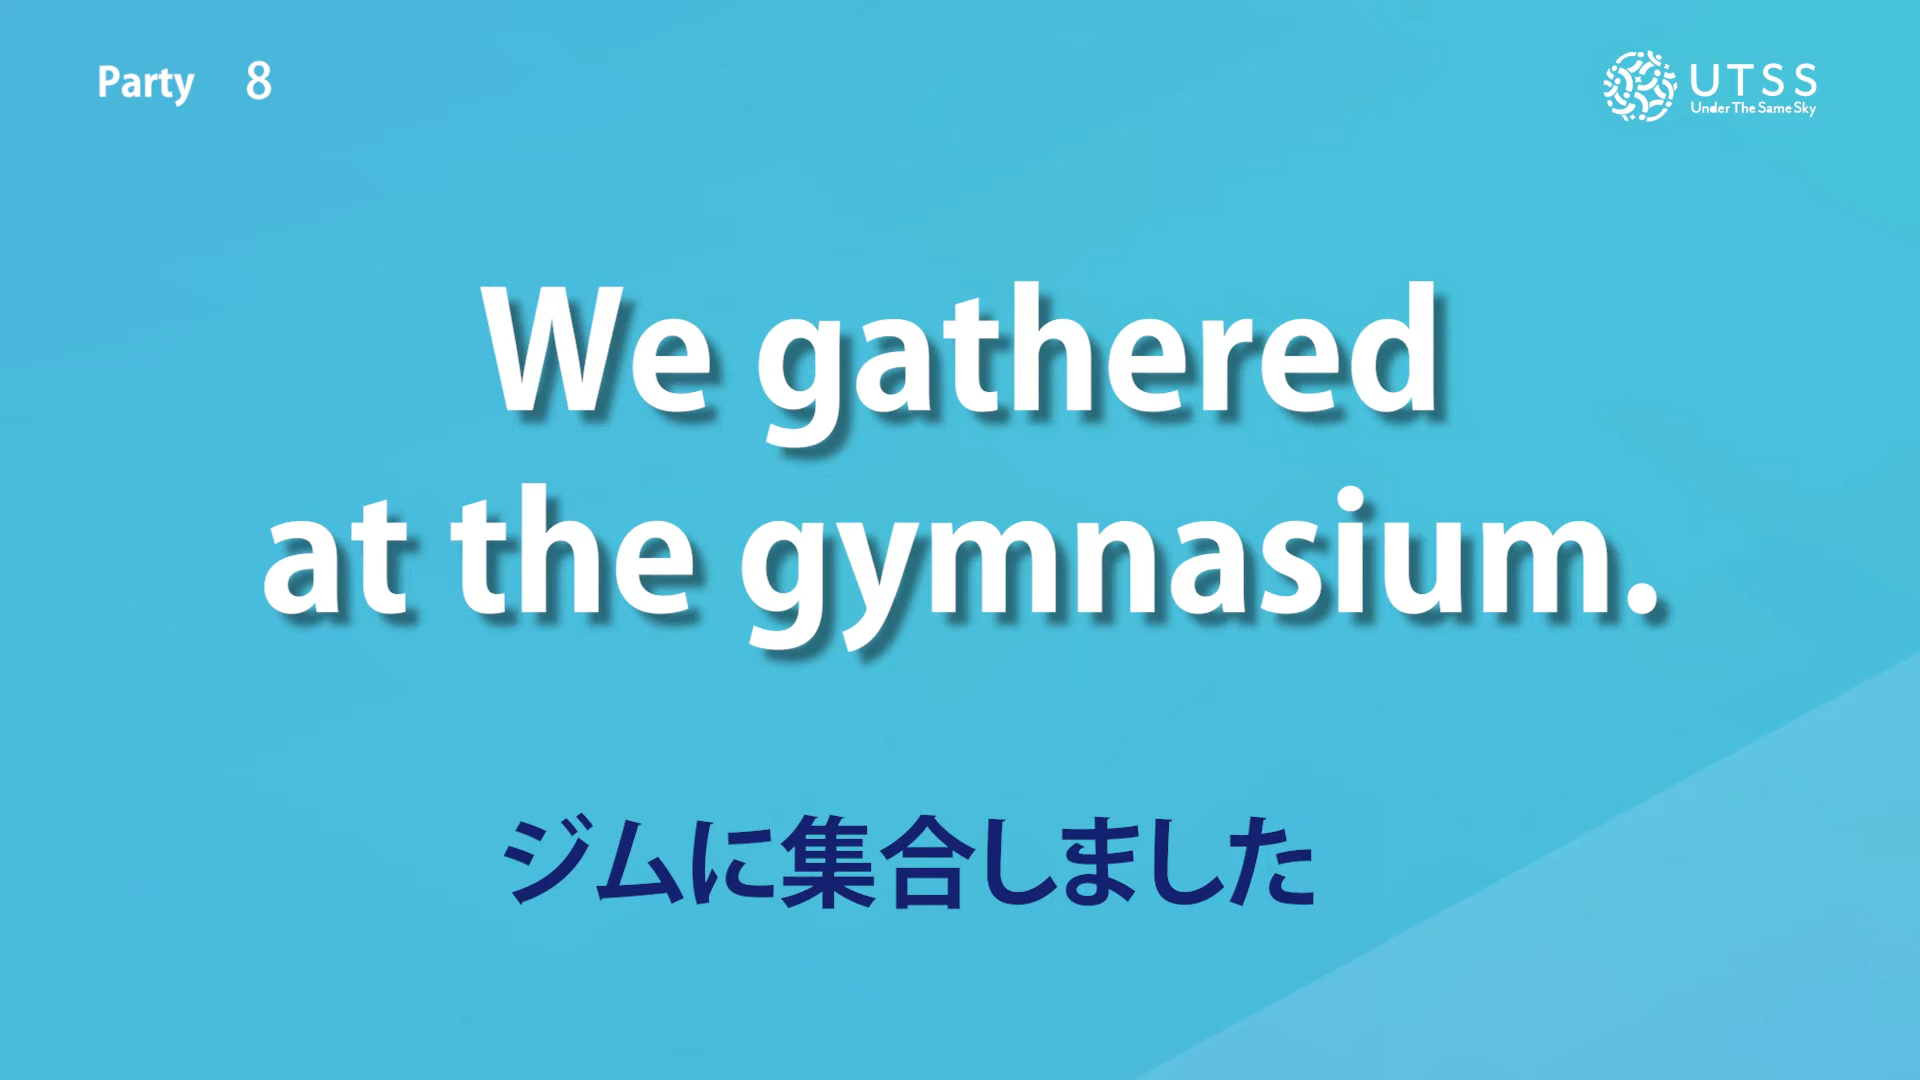 Party 8
UTSS
Under The Same Sky
We gathered
at the gymnasium.
ジムに集合しました